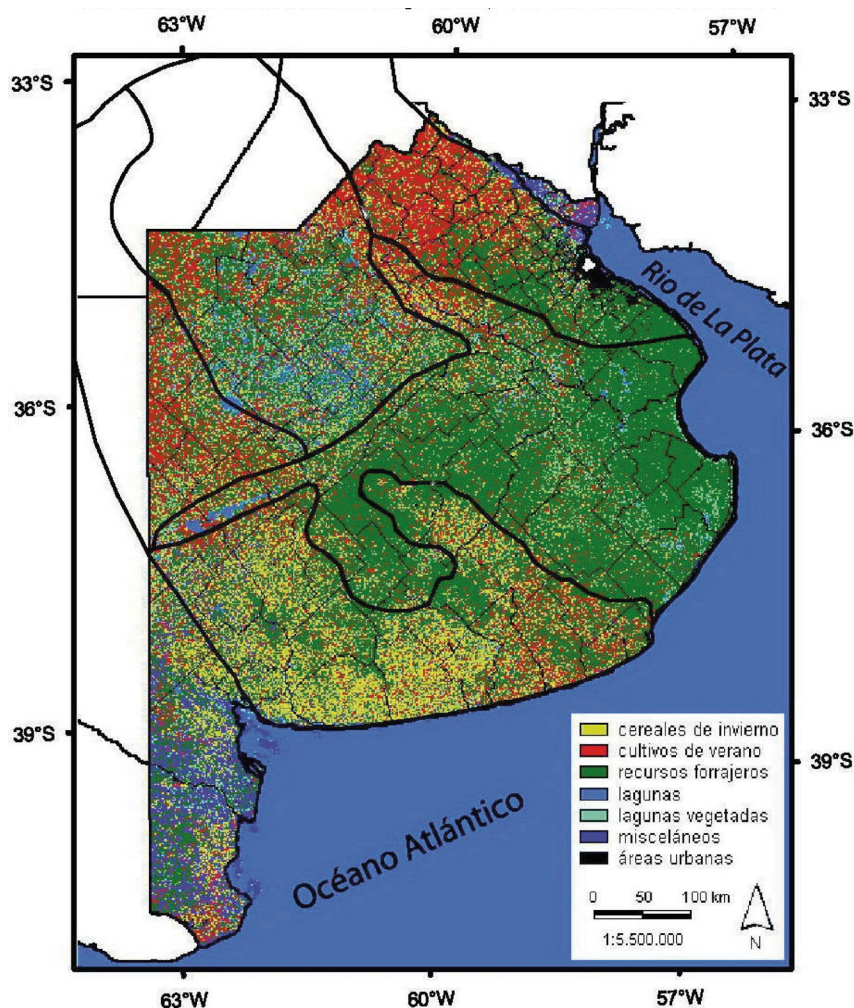 63°W 60°W 57°W
33°S 33°S
Rio de La Plata
36°S 36°S
39°S 39°S
cereales de invierno
cultivos de verano
recursos forrajeros
lagunas
lagunas vegetadas
misceláneos
áreas urbanas
0 50 100 km
1:5.500.000
N
Océano Atlántico
63°W 60°W 57°W